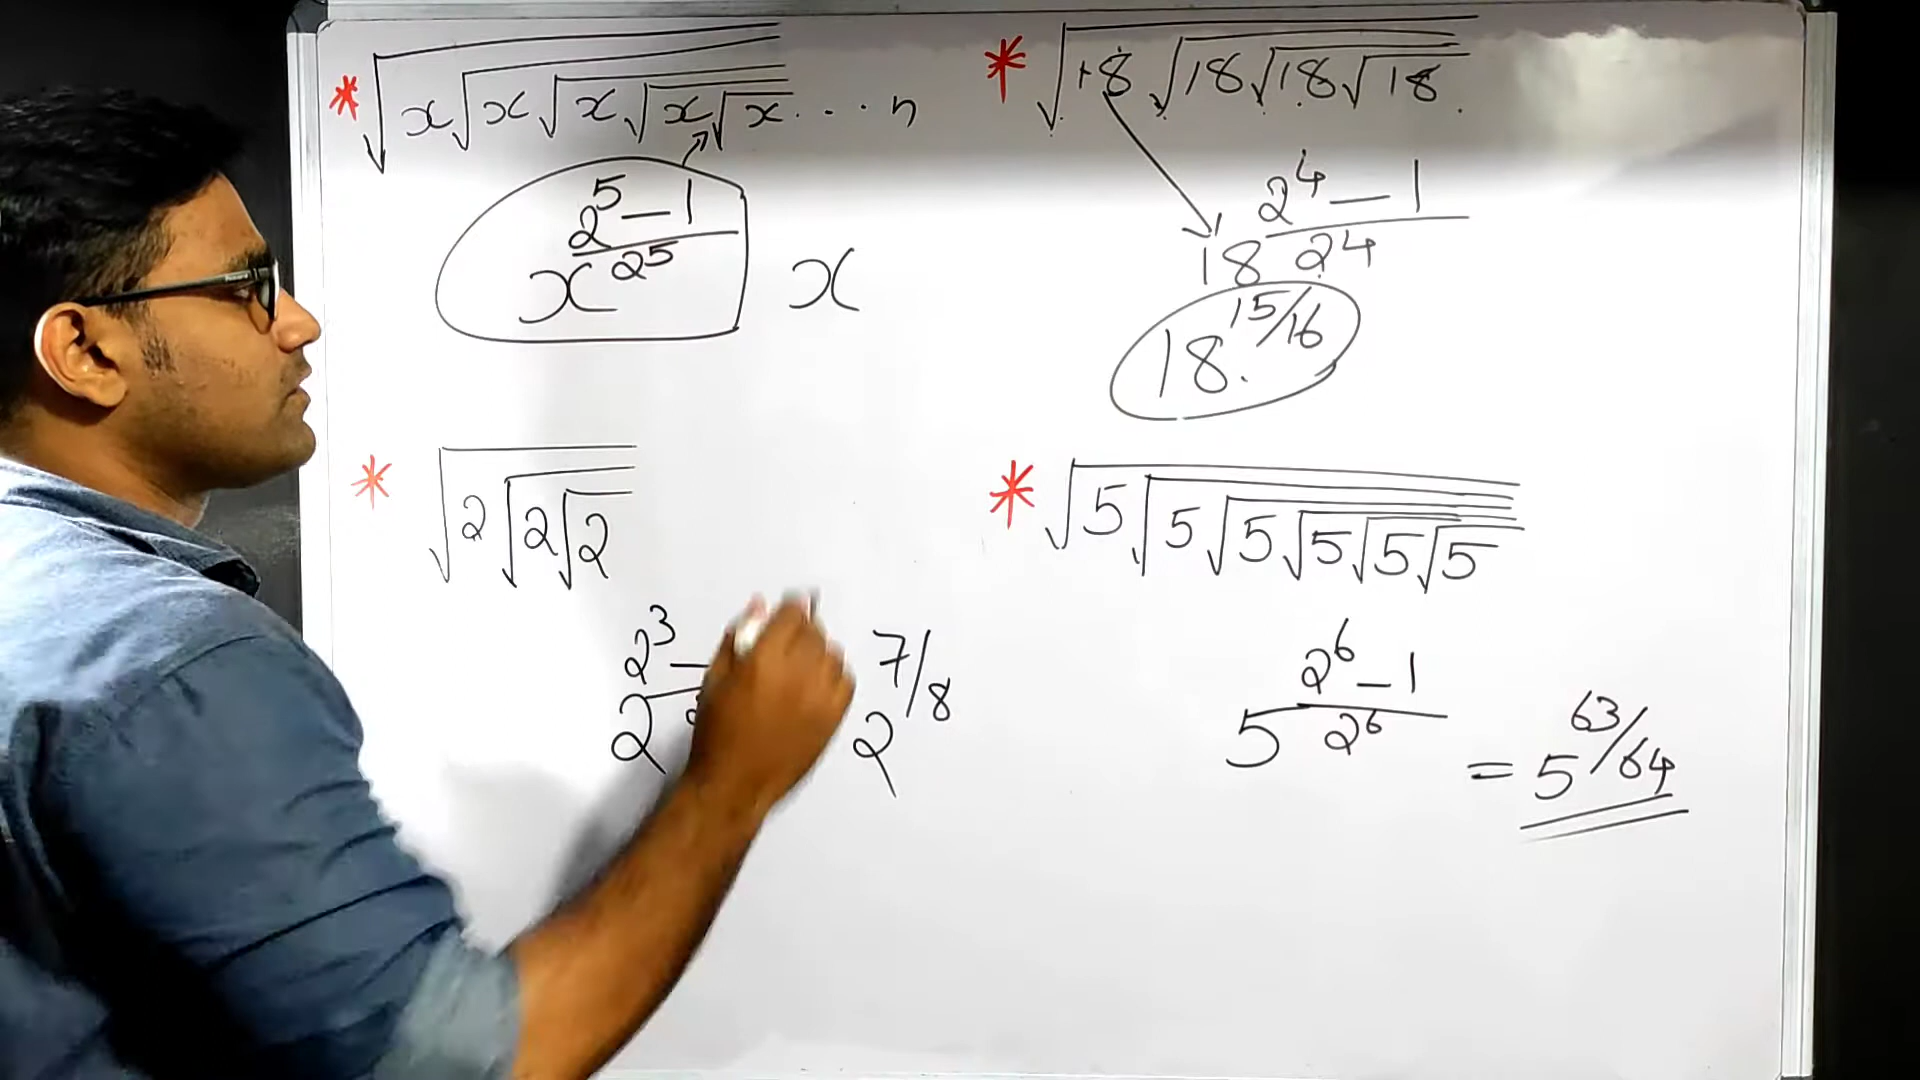 * √x√x√x√x√x ... n
x^(2^5 — 1)/(2^5) x
* √18√18√18√18
18^(2^4 — 1)/(2^4)
18^15/16
* √2√2√2
2^(2^3 —
2^7/8
* √5√5√5√5√5√5
5^(2^6 — 1)/(2^6) = 5^63/64